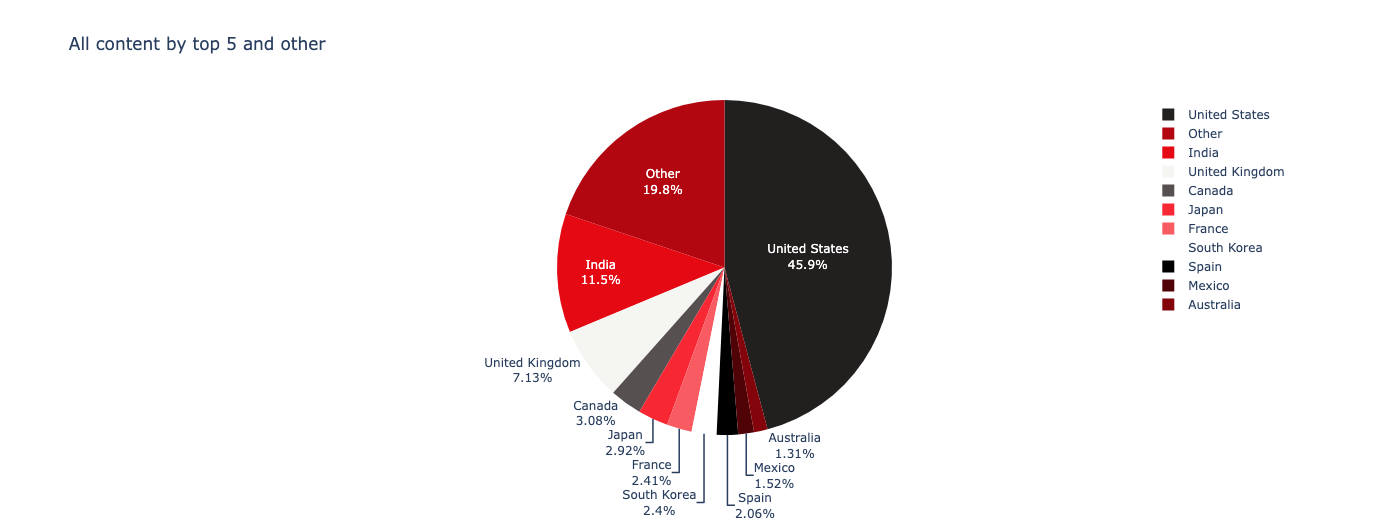 All content by top 5 and other
Other
19.8%
United States
45.9%
India
11.5%
United Kingdom
7.13%
Canada
3.08%
Japan
2.92%
France
2.41%
South Korea
2.4%
Spain
2.06%
Mexico
1.52%
Australia
1.31%
United States
Other
India
United Kingdom
Canada
Japan
France
South Korea
Spain
Mexico
Australia